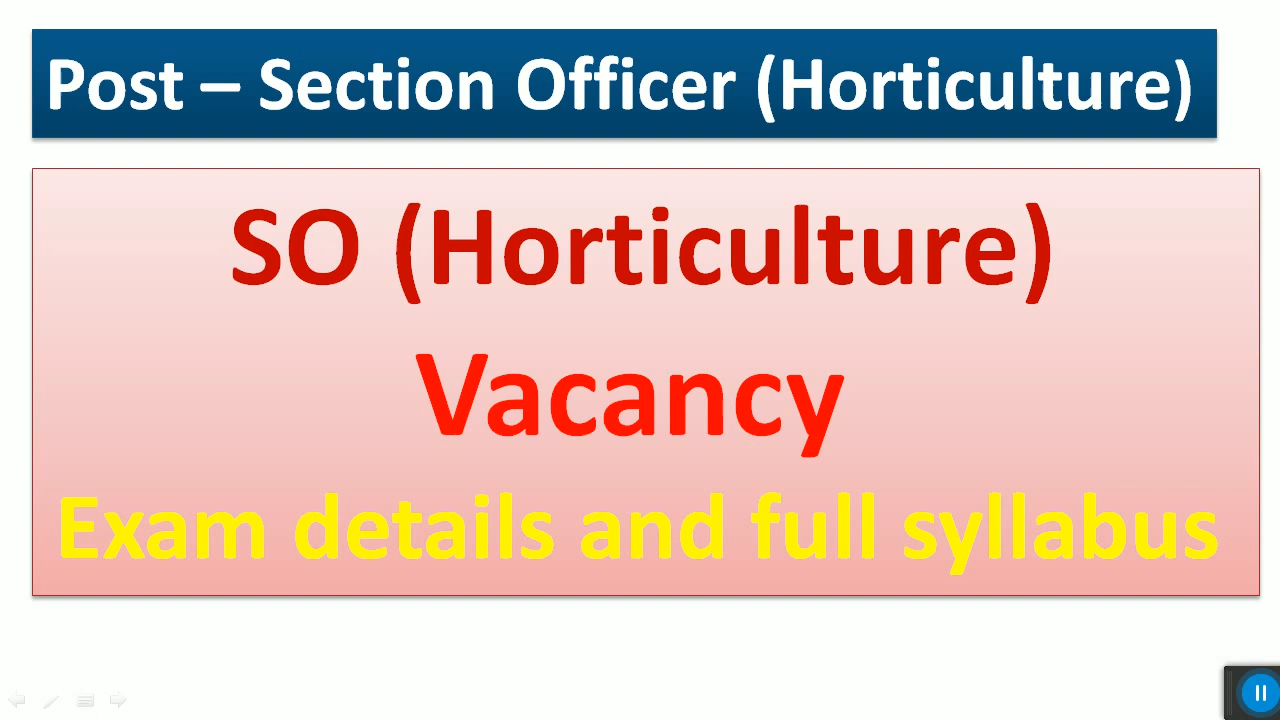 Post – Section Officer (Horticulture)
SO (Horticulture)
Vacancy
Exam details and full syllabus